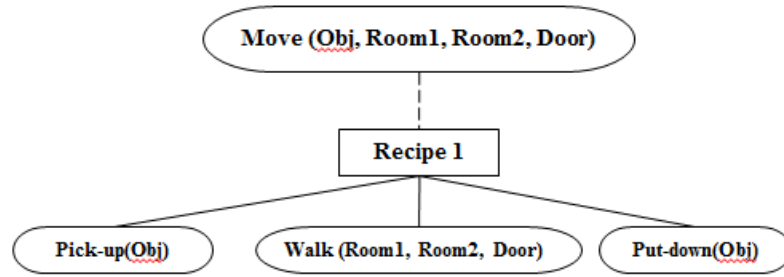 Move (Obj, Room1, Room2, Door)
Recipe 1
Pick-up(Obj)
Walk (Room1, Room2, Door)
Put-down(Obj)